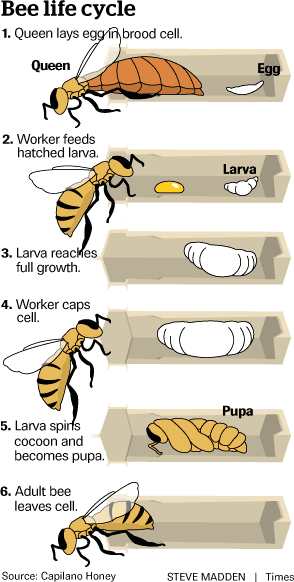 Bee life cycle
1. Queen lays egg in brood cell.
Queen
Egg
2. Worker feeds
hatched larva.
Larva
3. Larva reaches
full growth.
4. Worker caps
cell.
5. Larva spins
cocoon and
becomes pupa.
Pupa
6. Adult bee
leaves cell.
Source: Capilano Honey
STEVE MADDEN | Times